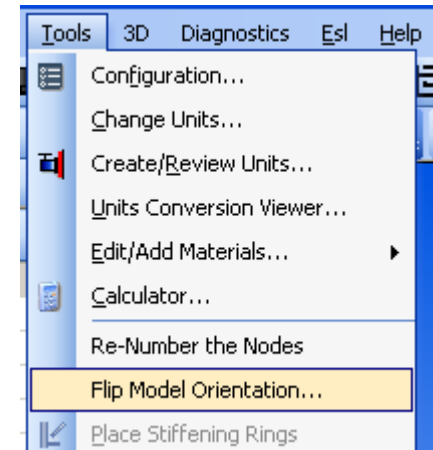 Tools 3D Diagnostics Esl Help
Configuration...
Change Units...
Create/Review Units...
Units Conversion Viewer...
Edit/Add Materials...
Calculator...
Re-Number the Nodes
Flip Model Orientation...
Place Stiffening Rings